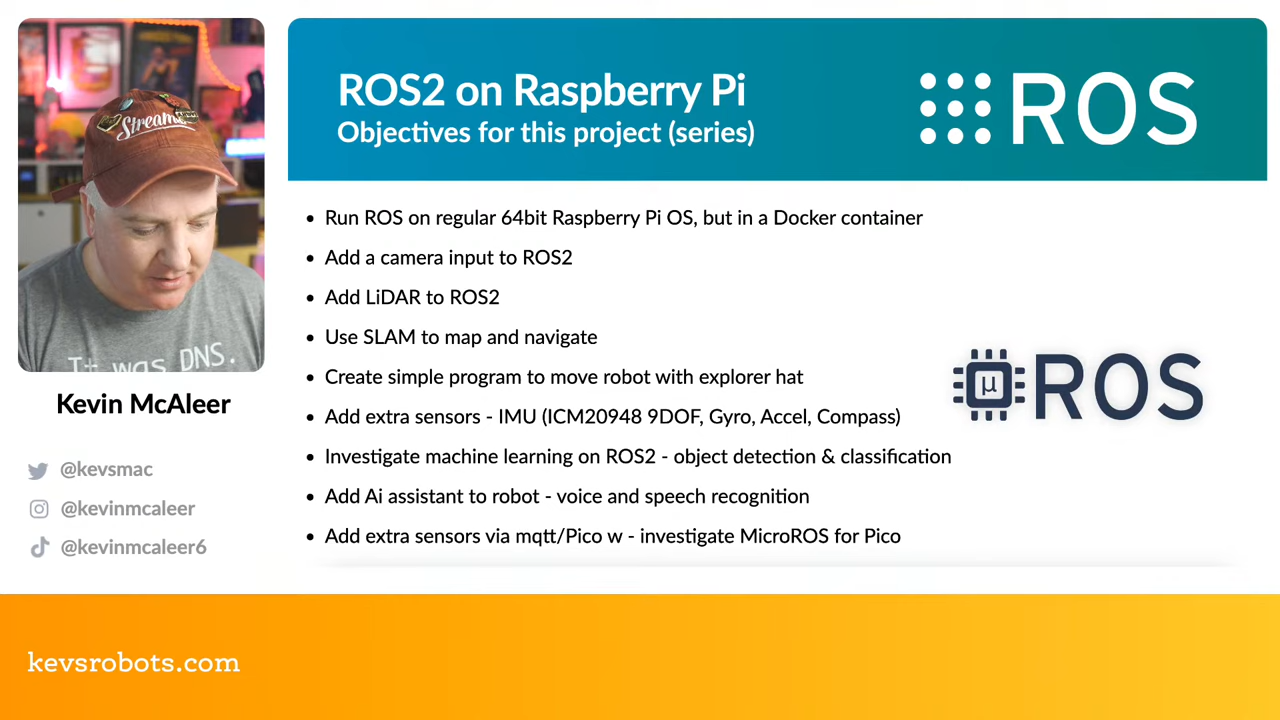 Stream
It was DNS.
Kevin McAleer
@kevsmac
@kevinmcaleer
@kevinmcaleer6
ROS2 on Raspberry Pi
Objectives for this project (series)
ROS
• Run ROS on regular 64bit Raspberry Pi OS, but in a Docker container
• Add a camera input to ROS2
• Add LiDAR to ROS2
• Use SLAM to map and navigate
• Create simple program to move robot with explorer hat
• Add extra sensors - IMU (ICM20948 9DOF, Gyro, Accel, Compass)
• Investigate machine learning on ROS2 - object detection & classification
• Add Ai assistant to robot - voice and speech recognition
• Add extra sensors via mqtt/Pico w - investigate MicroROS for Pico
μ ROS
kevsrobots.com